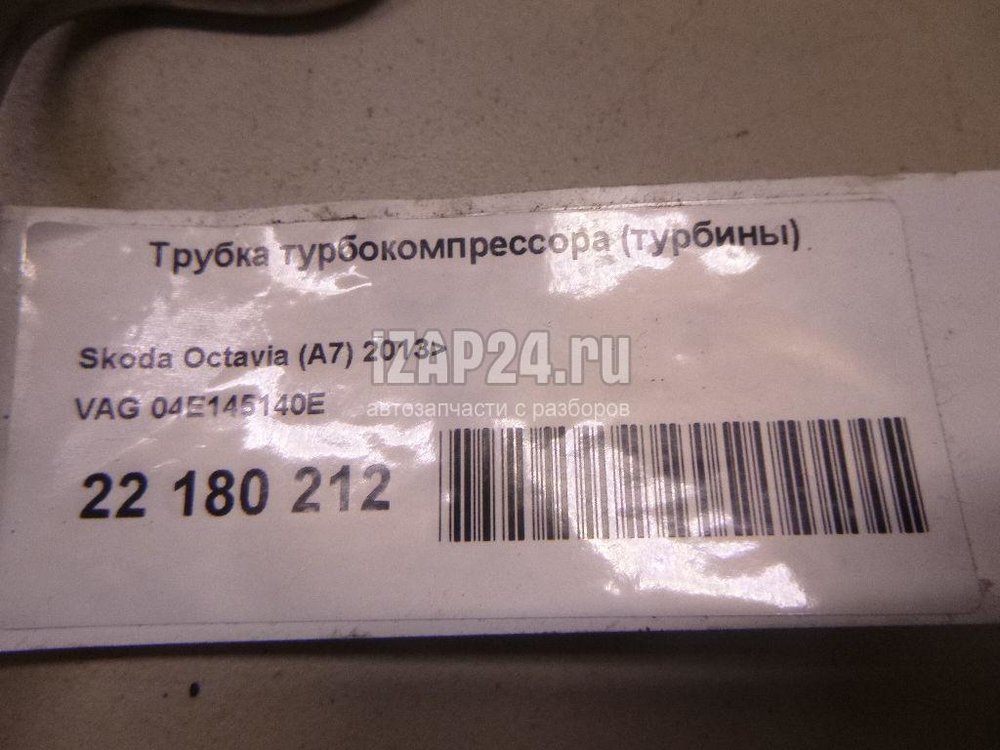 Трубка турбокомпрессора (турбины)
Skoda Octavia (A7) 2013>
iZAP24.ru
VAG 04E145140E
автозапчасти с разборов
22 180 212